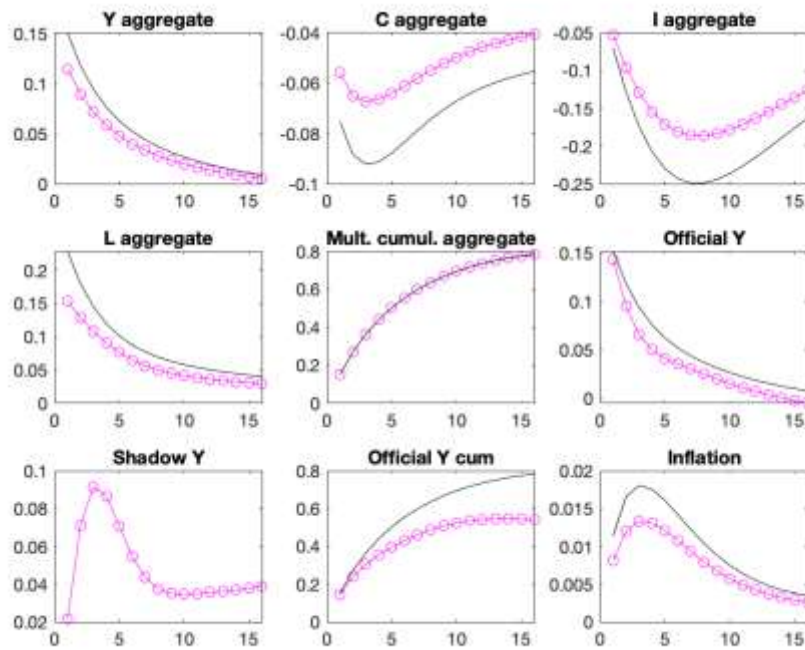 Y aggregate
0.15
0.1
0.05
0
0 5 10 15
C aggregate
-0.04
-0.06
-0.08
-0.1
0 5 10 15
I aggregate
-0.05
-0.1
-0.15
-0.2
-0.25
0 5 10 15
L aggregate
0.2
0.15
0.1
0.05
0
0 5 10 15
Mult. cumul. aggregate
0.8
0.6
0.4
0.2
0
0 5 10 15
Official Y
0.15
0.1
0.05
0
0 5 10 15
Shadow Y
0.1
0.08
0.06
0.04
0.02
0 5 10 15
Official Y cum
0.8
0.6
0.4
0.2
0
0 5 10 15
Inflation
0.02
0.015
0.01
0.005
0
0 5 10 15